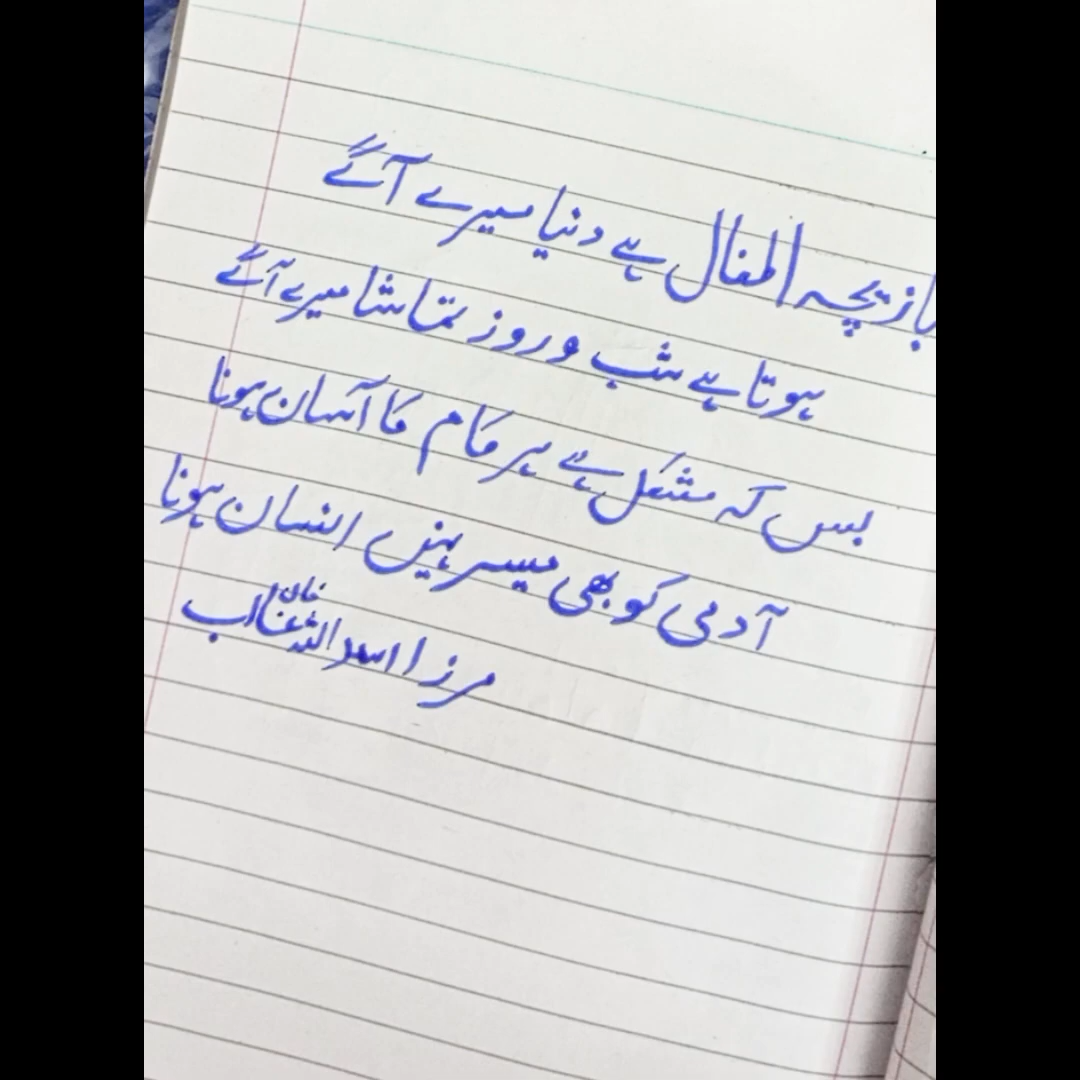 بازیچہ اطفال ہے دنیا میرے آگے
ہوتا ہے شب و روز تماشا میرے آگے
بس کہ مشکل ہے ہر کام کا آساں ہونا
آدمی کو بھی میسر نہیں انساں ہونا
مرزا اسد اللہ خان غالب